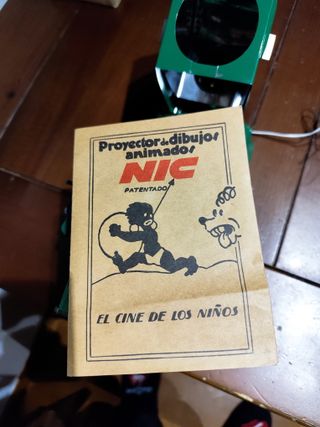 Proyector de dibujos
animados
NIC
PATENTADO
EL CINE DE LOS NIÑOS